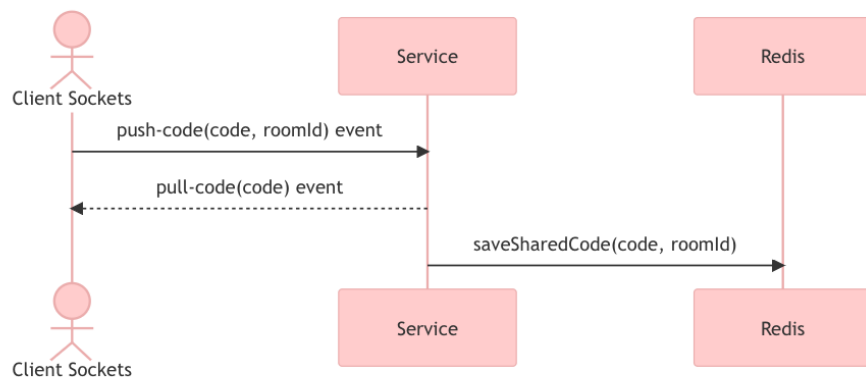 Service
Redis
Client Sockets
push-code(code, roomId) event
pull-code(code) event
saveSharedCode(code, roomId)
Service
Redis
Client Sockets